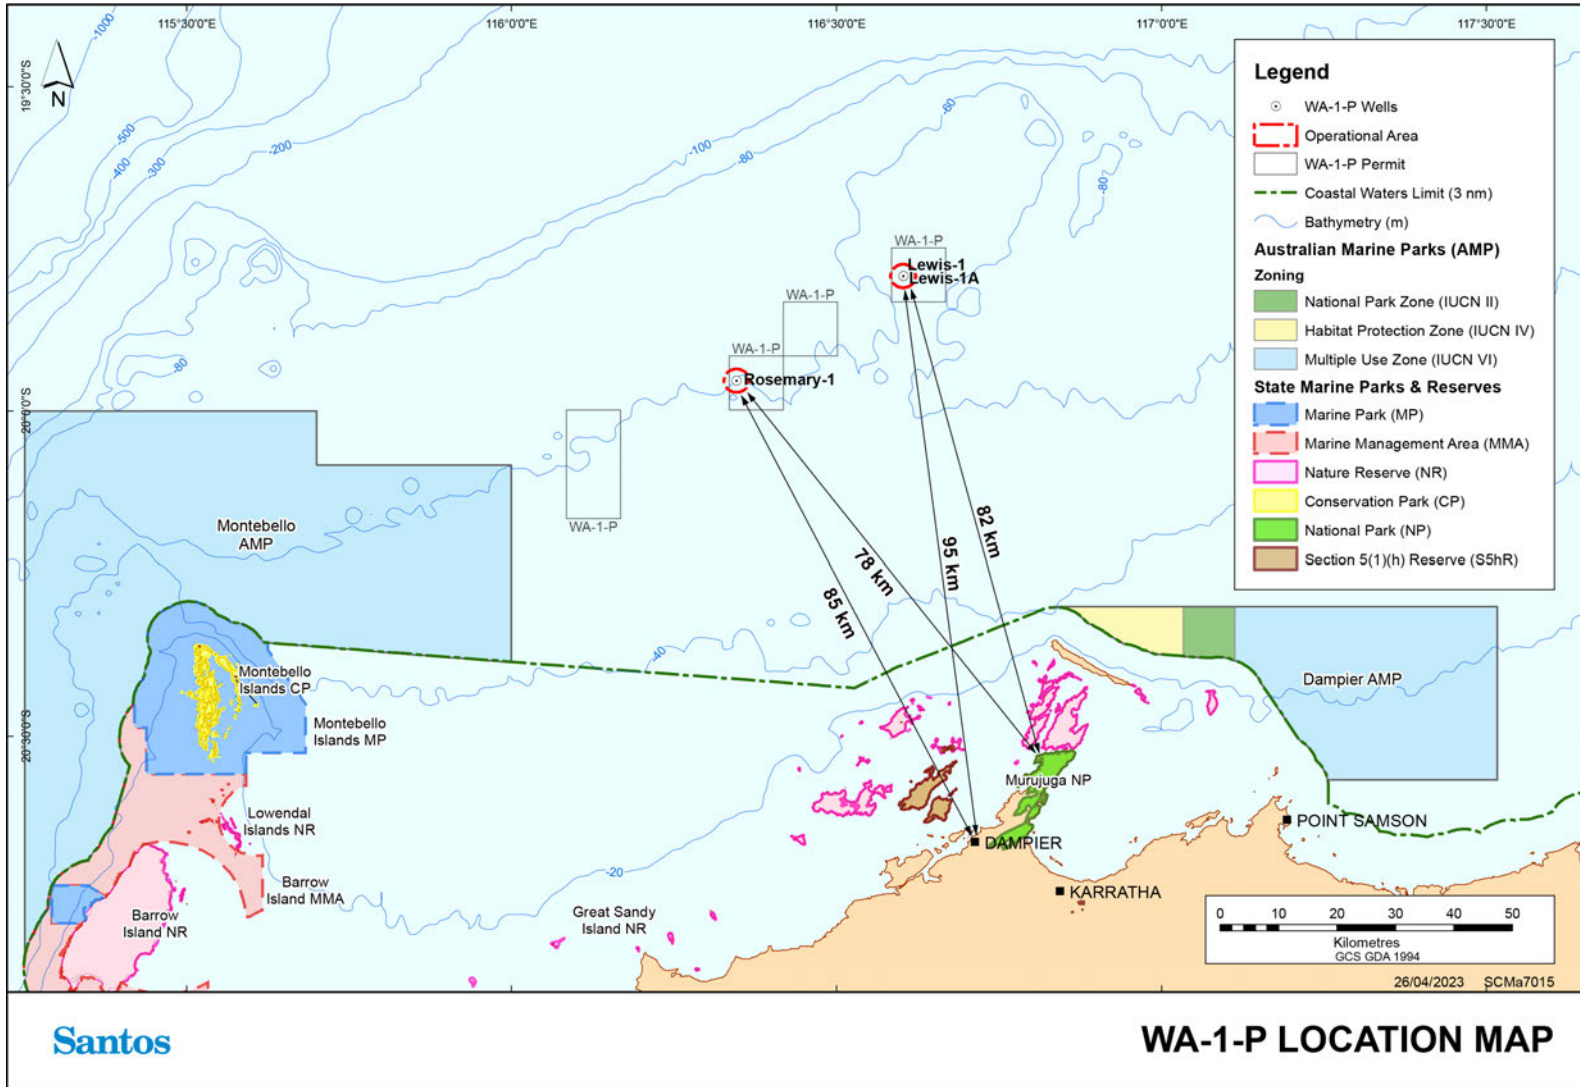 115°30'0"E
116°0'0"E
116°30'0"E
117°0'0"E
117°30'0"E
19°30'0"S
20°0'0"S
20°30'0"S
N
-1000
-500
-400
-300
-200
-100
-80
-60
-80
-80
-40
-20
WA-1-P
Lewis-1
Lewis-1A
WA-1-P
WA-1-P
Rosemary-1
WA-1-P
82 km
95 km
78 km
85 km
Montebello
AMP
Montebello
Islands CP
Montebello
Islands MP
Lowendal
Islands NR
Barrow
Island MMA
Barrow
Island NR
Great Sandy
Island NR
Murujuga NP
Dampier AMP
DAMPIER
KARRATHA
POINT SAMSON
Legend
WA-1-P Wells
Operational Area
WA-1-P Permit
Coastal Waters Limit (3 nm)
Bathymetry (m)
Australian Marine Parks (AMP)
Zoning
National Park Zone (IUCN II)
Habitat Protection Zone (IUCN IV)
Multiple Use Zone (IUCN VI)
State Marine Parks & Reserves
Marine Park (MP)
Marine Management Area (MMA)
Nature Reserve (NR)
Conservation Park (CP)
National Park (NP)
Section 5(1)(h) Reserve (S5hR)
0 10 20 30 40 50
Kilometres
GCS GDA 1994
26/04/2023 SCMa7015
Santos
WA-1-P LOCATION MAP